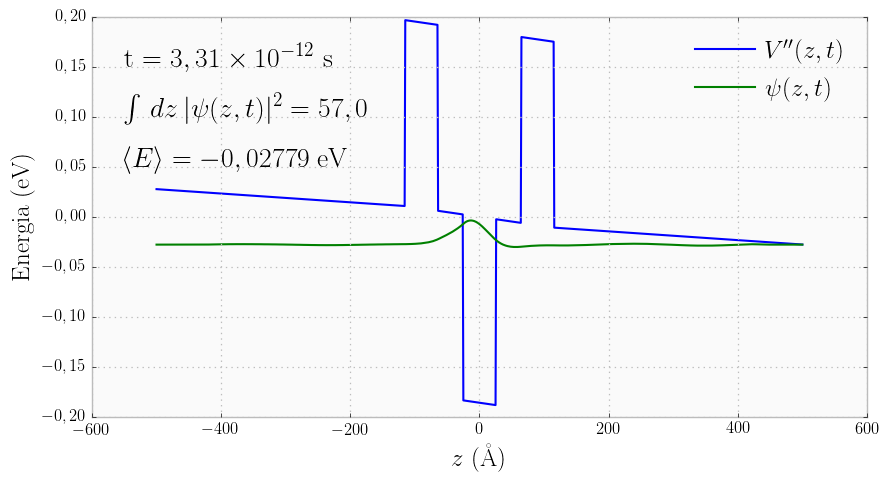 t = 3,31 × 10⁻¹² s
∫ dz |ψ(z,t)|² = 57,0
⟨E⟩ = −0,02779 eV
V''(z,t)
ψ(z,t)
Energia (eV)
0,20
0,15
0,10
0,05
0,00
−0,05
−0,10
−0,15
−0,20
−600
−400
−200
0
200
400
600
z (Å)